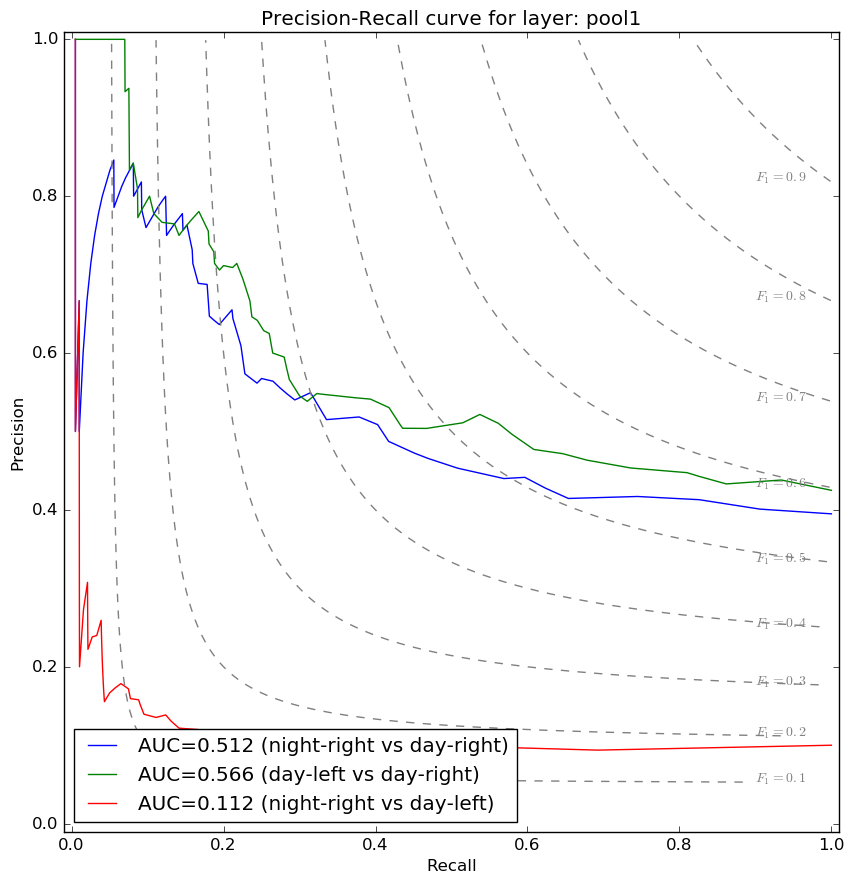 Precision-Recall curve for layer: pool1
1.0
0.8
0.6
0.4
0.2
0.0
Precision
F₁ = 0.9
F₁ = 0.8
F₁ = 0.7
F₁ = 0.6
F₁ = 0.5
F₁ = 0.4
F₁ = 0.3
F₁ = 0.2
F₁ = 0.1
AUC=0.512 (night-right vs day-right)
AUC=0.566 (day-left vs day-right)
AUC=0.112 (night-right vs day-left)
0.0 0.2 0.4 0.6 0.8 1.0
Recall